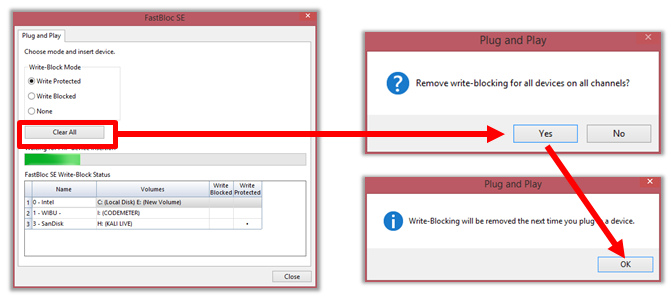 FastBloc SE
Plug and Play
Choose mode and insert device.
Write-Block Mode
Write Protected
Write Blocked
None
Clear All
FastBloc SE Write-Block Status
Name Volumes Write Blocked Write Protected
1 0 - Intel C: (Local Disk) E: (New Volume)
2 1 - WIBU - I: (CODEMETER)
3 3 - SanDisk H: (KALI LIVE) •
Close
Plug and Play
Remove write-blocking for all devices on all channels?
Yes No
Plug and Play
Write-Blocking will be removed the next time you plug a device.
OK